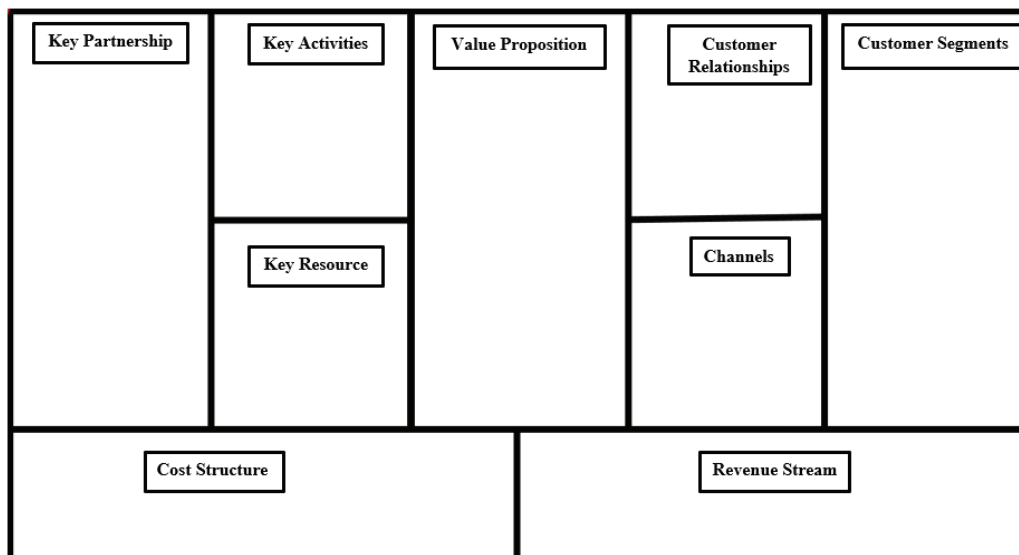 Key Partnership
Key Activities
Value Proposition
Customer
Relationships
Customer Segments
Key Resource
Channels
Cost Structure
Revenue Stream